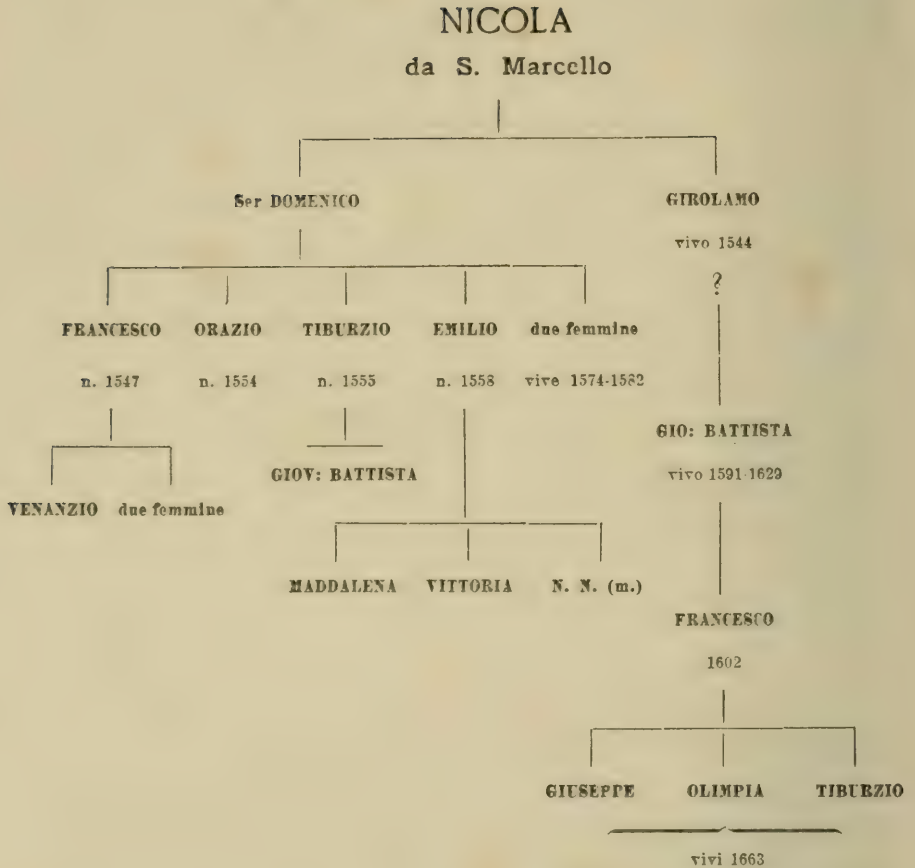 NICOLA
da S. Marcello
Ser DOMENICO GIROLAMO
vivo 1544
?
FRANCESCO ORAZIO TIBURZIO EMILIO due femmine
n. 1547 n. 1554 n. 1555 n. 1558 vive 1574-1582
GIO: BATTISTA
GIOV: BATTISTA vivo 1591-1629
VENANZIO due femmine
MADDALENA VITTORIA N. N. (m.)
FRANCESCO
1602
GIUSEPPE OLIMPIA TIBURZIO
vivi 1663